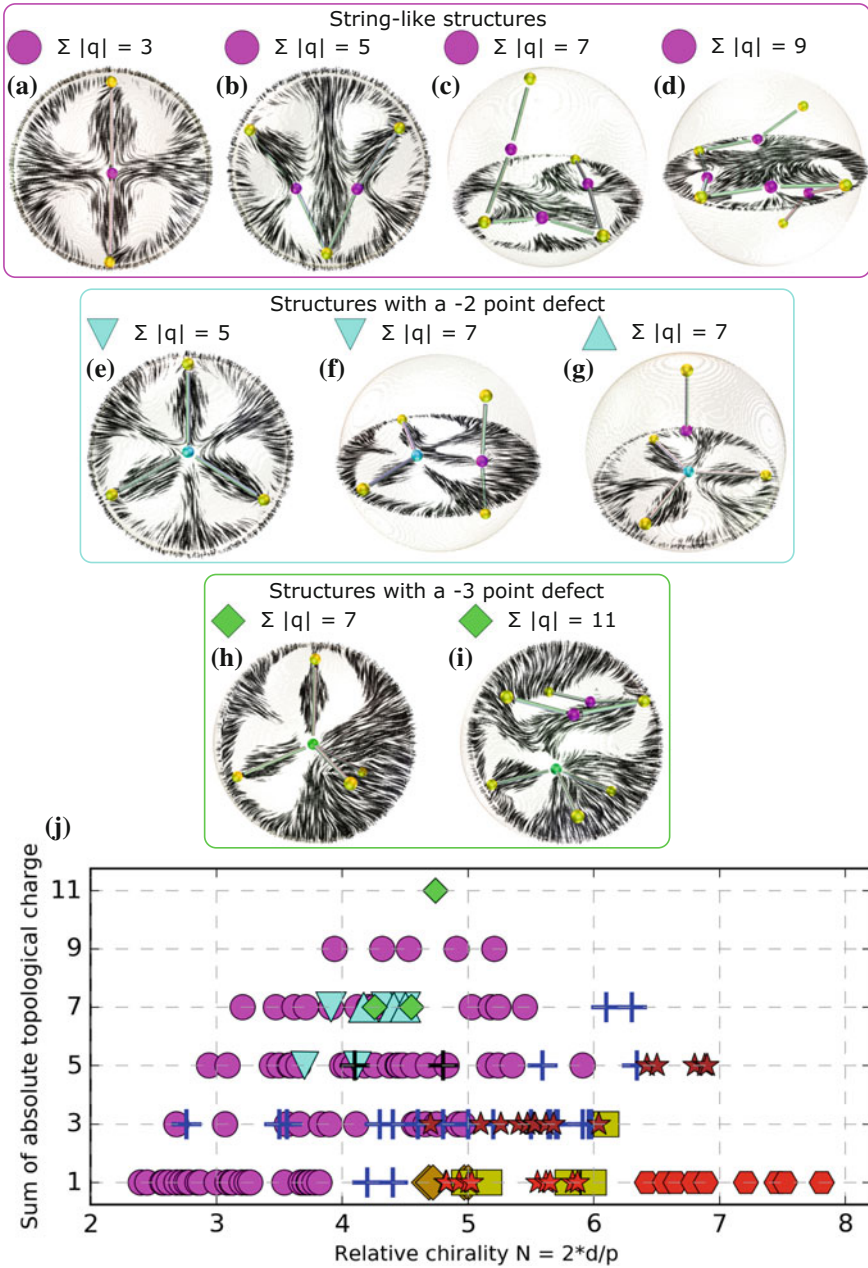 String-like structures
Σ |q| = 3 Σ |q| = 5 Σ |q| = 7 Σ |q| = 9
(a) (b) (c) (d)
Structures with a -2 point defect
Σ |q| = 5 Σ |q| = 7 Σ |q| = 7
(e) (f) (g)
Structures with a -3 point defect
Σ |q| = 7 Σ |q| = 11
(h) (i)
(j)
Sum of absolute topological charge
11
9
7
5
3
1
2 3 4 5 6 7 8
Relative chirality N = 2*d/p